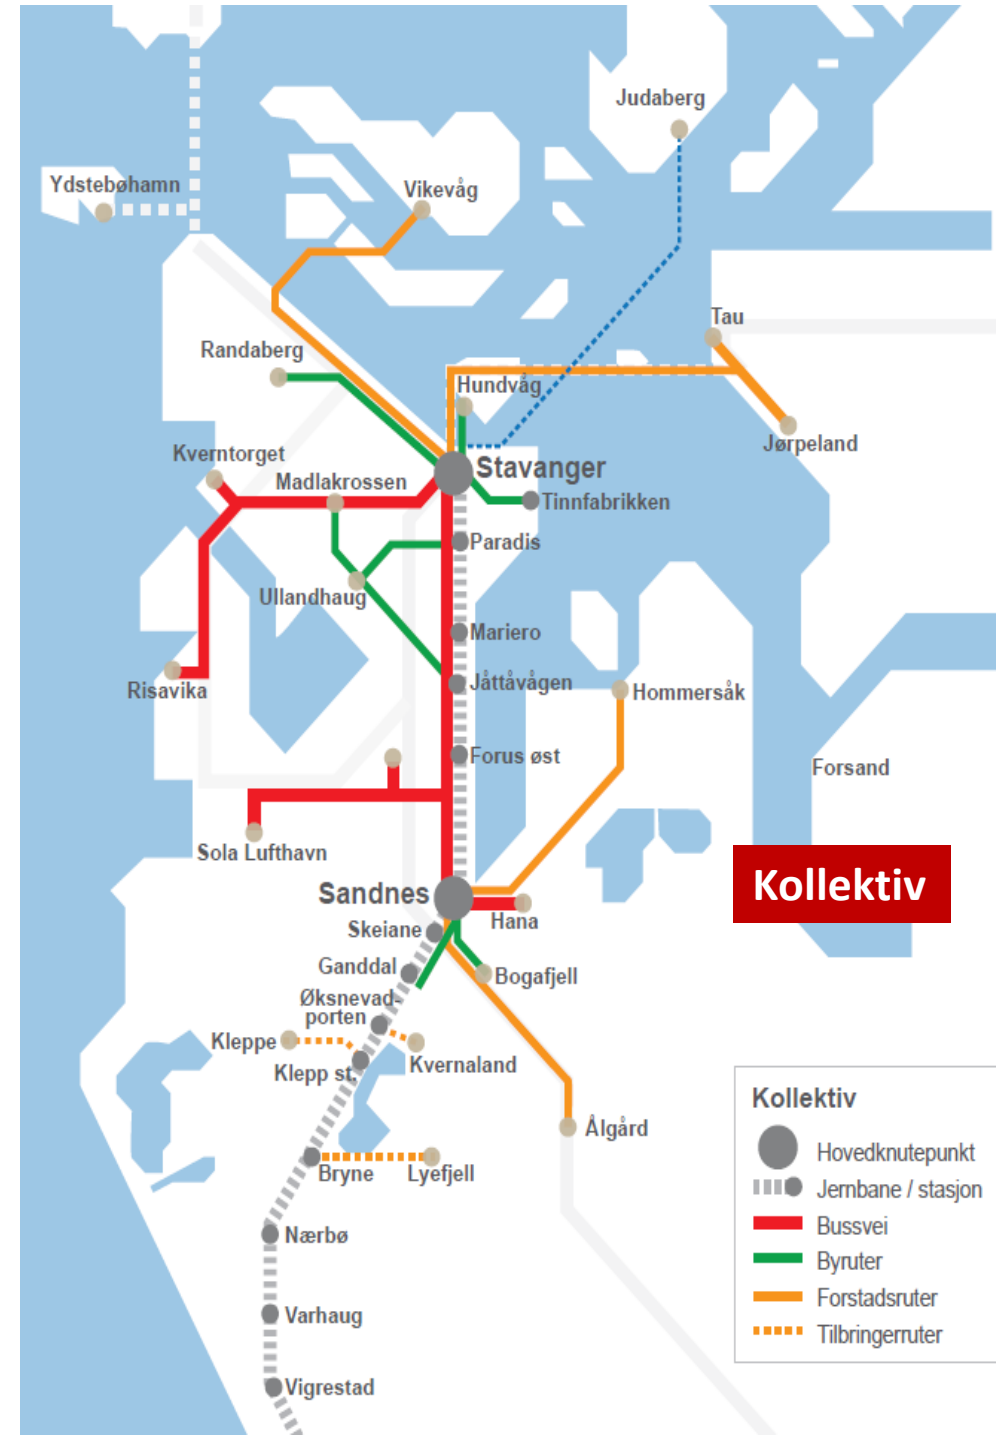 Judaberg
Ydstebøhamn
Vikevåg
Tau
Randaberg
Hundvåg
Jørpeland
Kverntorget
Stavanger
Madlakrossen
Tinnfabrikken
Paradis
Ullandhaug
Mariero
Jåttåvågen
Risavika
Hommersåk
Forus øst
Forsand
Sola Lufthavn
Kollektiv
Sandnes
Hana
Skeiane
Ganddal
Bogafjell
Øksnevad-
porten
Kleppe
Klepp st.
Kvernaland
Ålgård
Bryne
Lyefjell
Nærbø
Varhaug
Vigrestad
Kollektiv
Hovedknutepunkt
Jernbane / stasjon
Bussvei
Byruter
Forstadsruter
Tilbringerruter